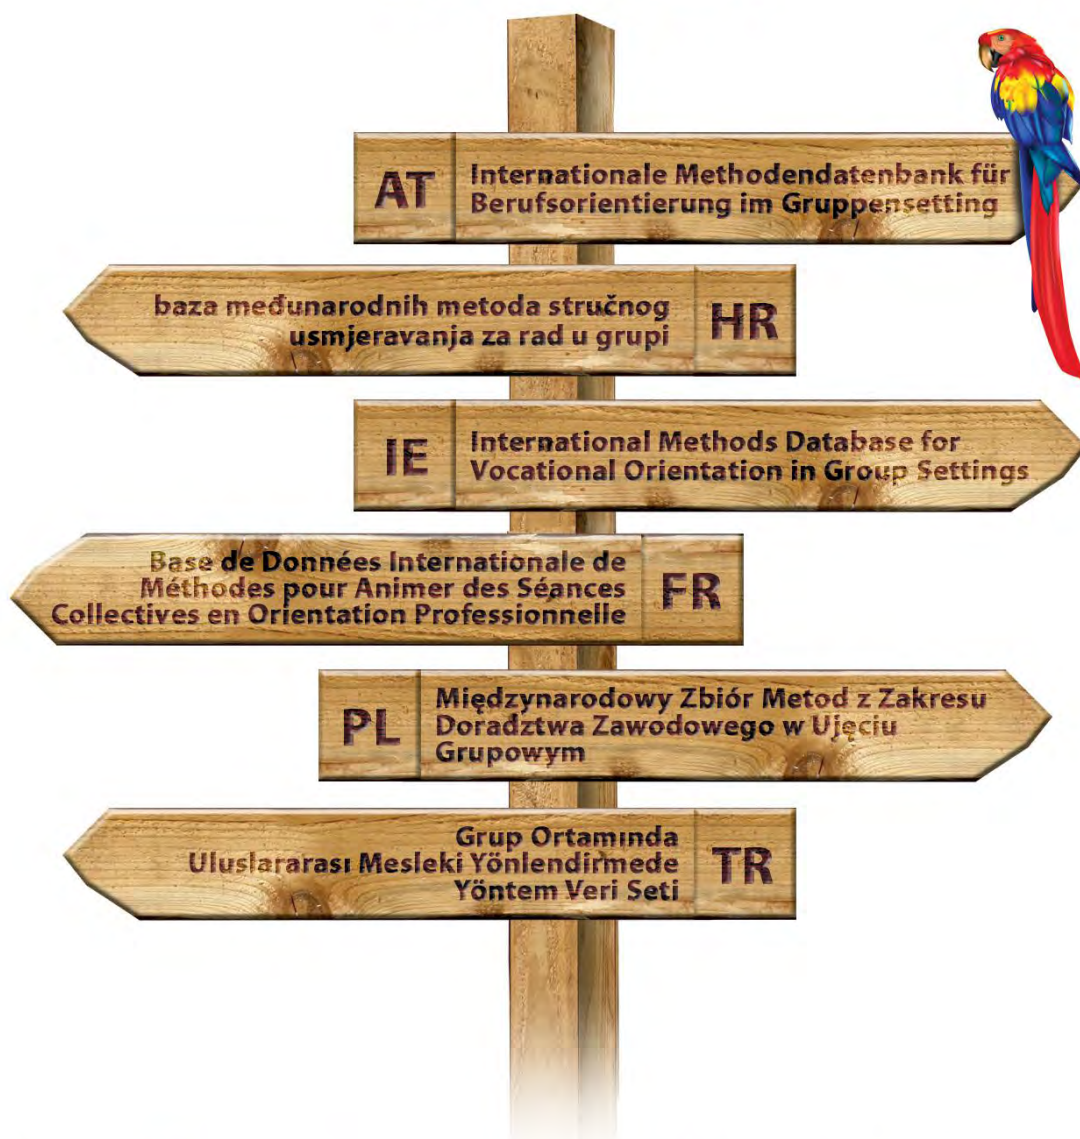 AT
Internationale Methodendatenbank für
Berufsorientierung im Gruppensetting
baza međunarodnih metoda stručnog
usmjeravanja za rad u grupi
HR
IE
International Methods Database for
Vocational Orientation in Group Settings
Base de Données Internationale de
Méthodes pour Animer des Séances
Collectives en Orientation Professionnelle
FR
PL
Międzynarodowy Zbiór Metod z Zakresu
Doradztwa Zawodowego w Ujęciu
Grupowym
Grup Ortamında
Uluslararası Mesleki Yönlendirmede
Yöntem Veri Seti
TR